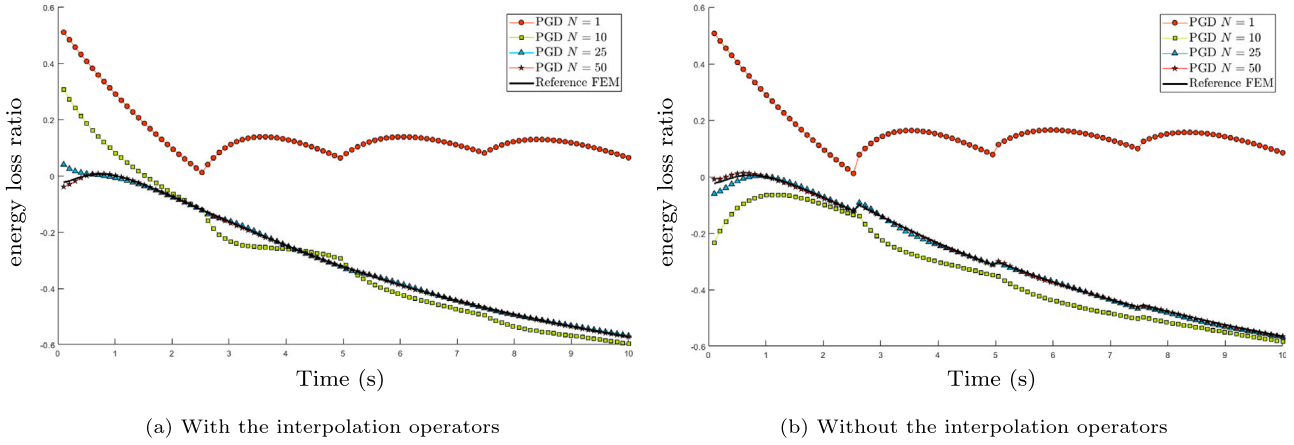 0.6
0.4
0.2
0
-0.2
-0.4
-0.6
energy loss ratio
0 1 2 3 4 5 6 7 8 9 10
Time (s)
PGD N = 1
PGD N = 10
PGD N = 25
PGD N = 50
Reference FEM
(a) With the interpolation operators
0.6
0.4
0.2
0
-0.2
-0.4
-0.6
energy loss ratio
0 1 2 3 4 5 6 7 8 9 10
Time (s)
PGD N = 1
PGD N = 10
PGD N = 25
PGD N = 50
Reference FEM
(b) Without the interpolation operators